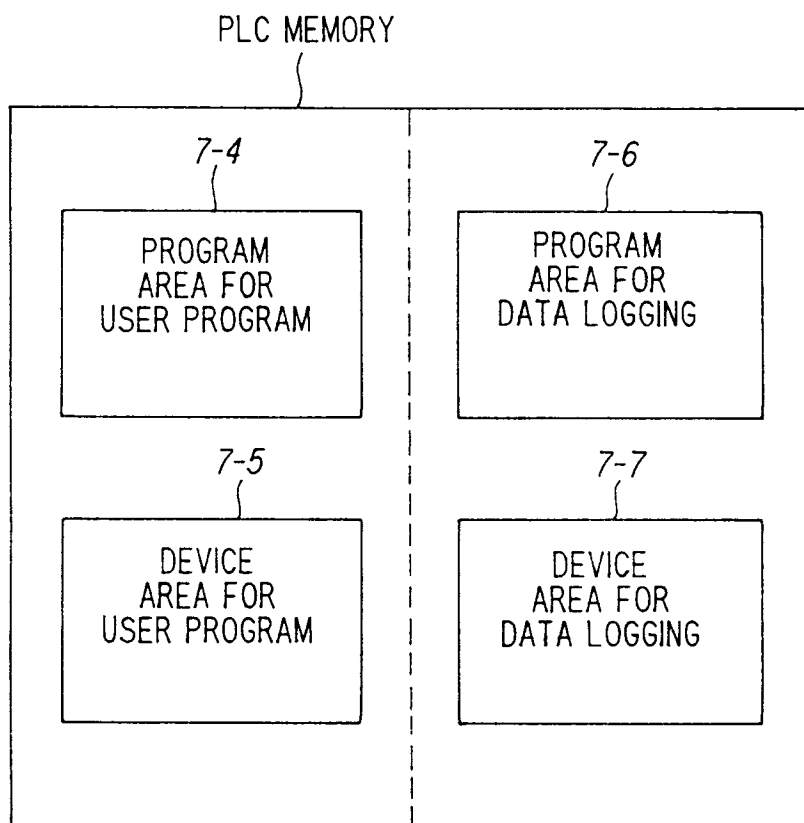 PLC MEMORY
7-4
PROGRAM
AREA FOR
USER PROGRAM
7-6
PROGRAM
AREA FOR
DATA LOGGING
7-5
DEVICE
AREA FOR
USER PROGRAM
7-7
DEVICE
AREA FOR
DATA LOGGING